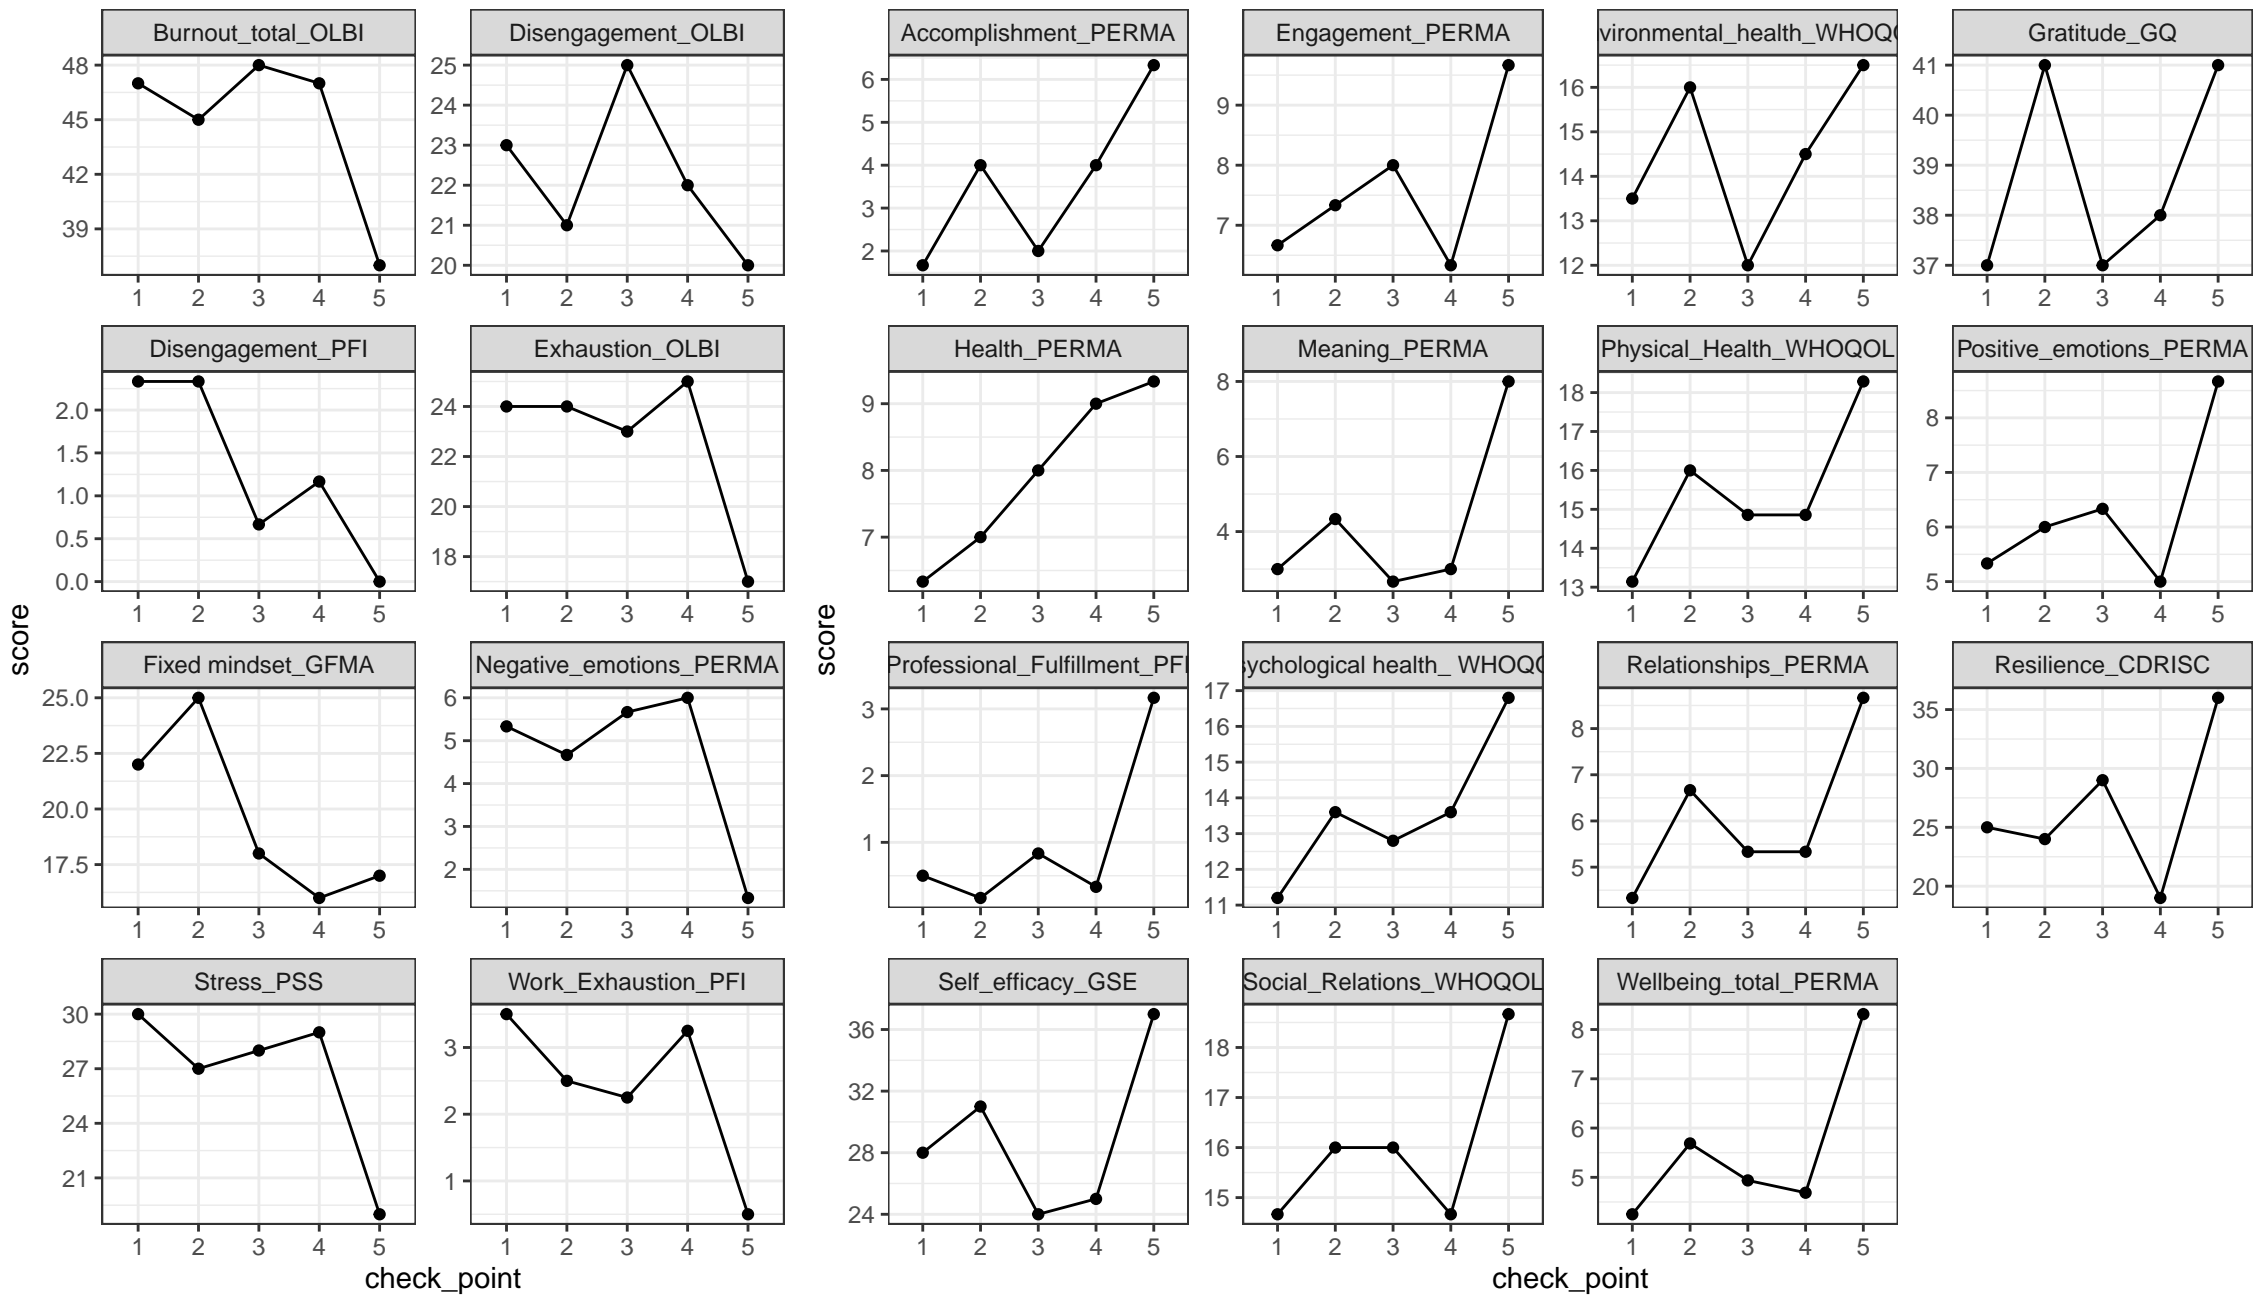 Burnout_total_OLBI
Disengagement_OLBI
Accomplishment_PERMA
Engagement_PERMA
vironmental_health_WHOQO
Gratitude_GQ
48
45
42
39
1 2 3 4 5
25
24
23
22
21
20
1 2 3 4 5
6
5
4
3
2
1 2 3 4 5
9
8
7
1 2 3 4 5
16
15
14
13
12
1 2 3 4 5
41
40
39
38
37
1 2 3 4 5
Disengagement_PFI
Exhaustion_OLBI
Health_PERMA
Meaning_PERMA
Physical_Health_WHOQOL
Positive_emotions_PERMA
2.0
1.5
1.0
0.5
0.0
1 2 3 4 5
24
22
20
18
1 2 3 4 5
9
8
7
1 2 3 4 5
8
6
4
1 2 3 4 5
18
17
16
15
14
13
1 2 3 4 5
8
7
6
5
1 2 3 4 5
score
score
Fixed mindset_GFMA
Negative_emotions_PERMA
Professional_Fulfillment_PFI
sychological health_ WHOQO
Relationships_PERMA
Resilience_CDRISC
25.0
22.5
20.0
17.5
1 2 3 4 5
6
5
4
3
2
1 2 3 4 5
3
2
1
1 2 3 4 5
17
16
15
14
13
12
11
1 2 3 4 5
8
7
6
5
1 2 3 4 5
35
30
25
20
1 2 3 4 5
Stress_PSS
Work_Exhaustion_PFI
Self_efficacy_GSE
Social_Relations_WHOQOL
Wellbeing_total_PERMA
30
27
24
21
1 2 3 4 5
3
2
1
1 2 3 4 5
36
32
28
24
1 2 3 4 5
18
17
16
15
1 2 3 4 5
8
7
6
5
1 2 3 4 5
check_point
check_point